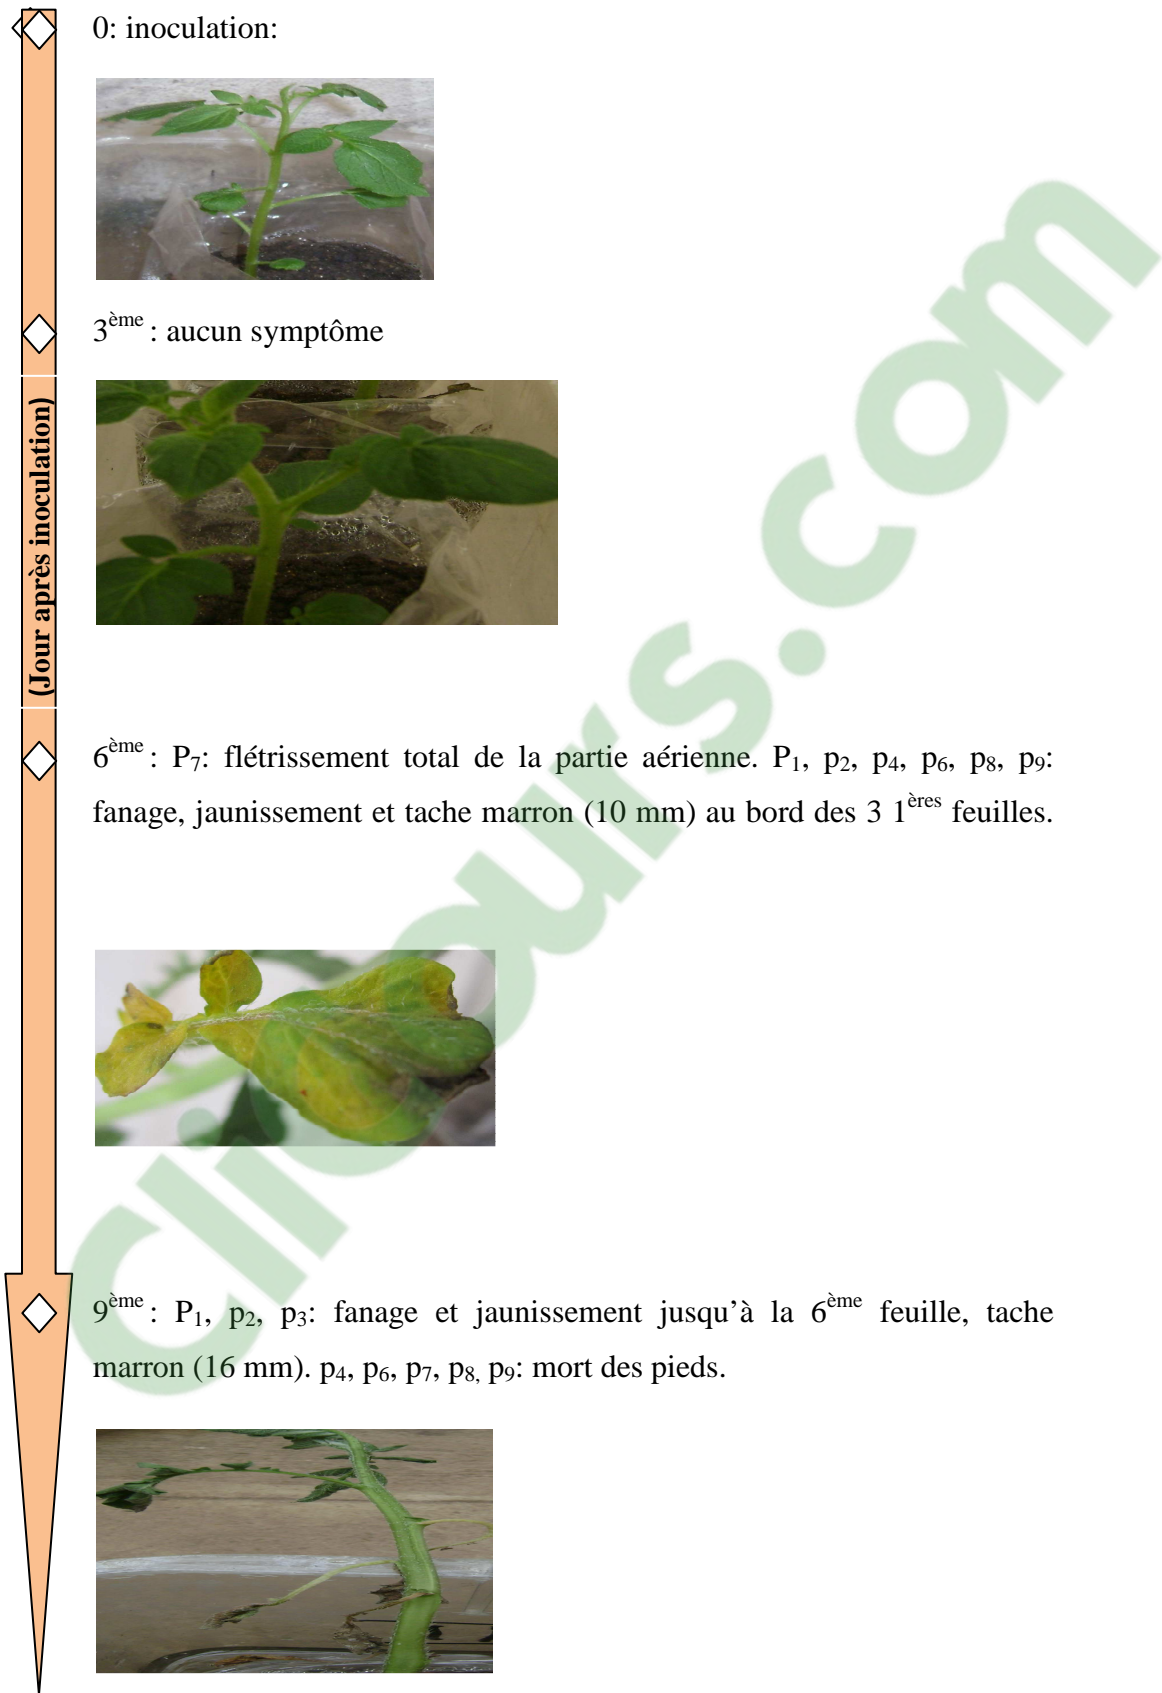 0: inoculation:
3ème : aucun symptôme
(Jour après inoculation)
6ème : P7: flétrissement total de la partie aérienne. P1, p2, p4, p6, p8, p9:
fanage, jaunissement et tache marron (10 mm) au bord des 3 1ères feuilles.
9ème : P1, p2, p3: fanage et jaunissement jusqu’à la 6ème feuille, tache
marron (16 mm). p4, p6, p7, p8, p9: mort des pieds.
Clicours.com